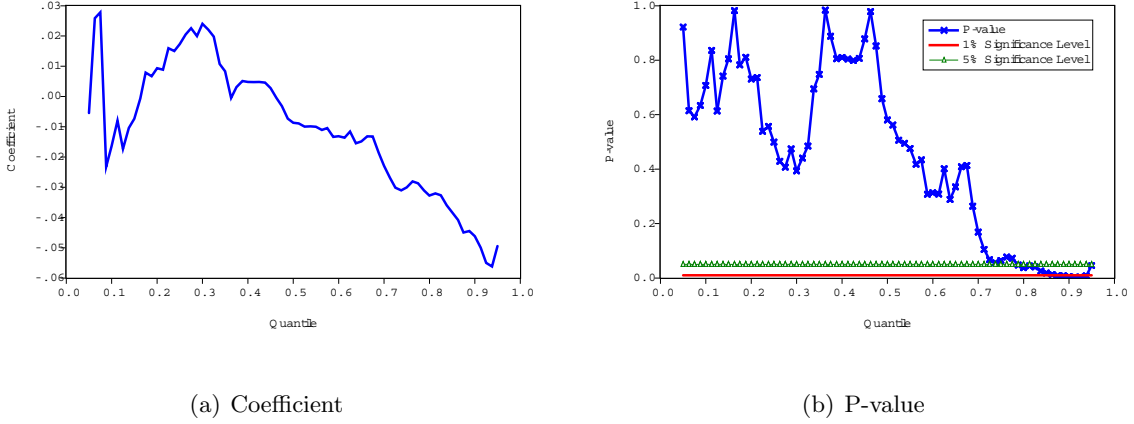 .03
.02
.01
.00
-.01
-.02
-.03
-.04
-.05
-.06
Coefficient
0.0 0.1 0.2 0.3 0.4 0.5 0.6 0.7 0.8 0.9 1.0
Quantile
(a) Coefficient
1.0
0.8
0.6
0.4
0.2
0.0
P-value
P-value
1% Significance Level
5% Significance Level
0.0 0.1 0.2 0.3 0.4 0.5 0.6 0.7 0.8 0.9 1.0
Quantile
(b) P-value